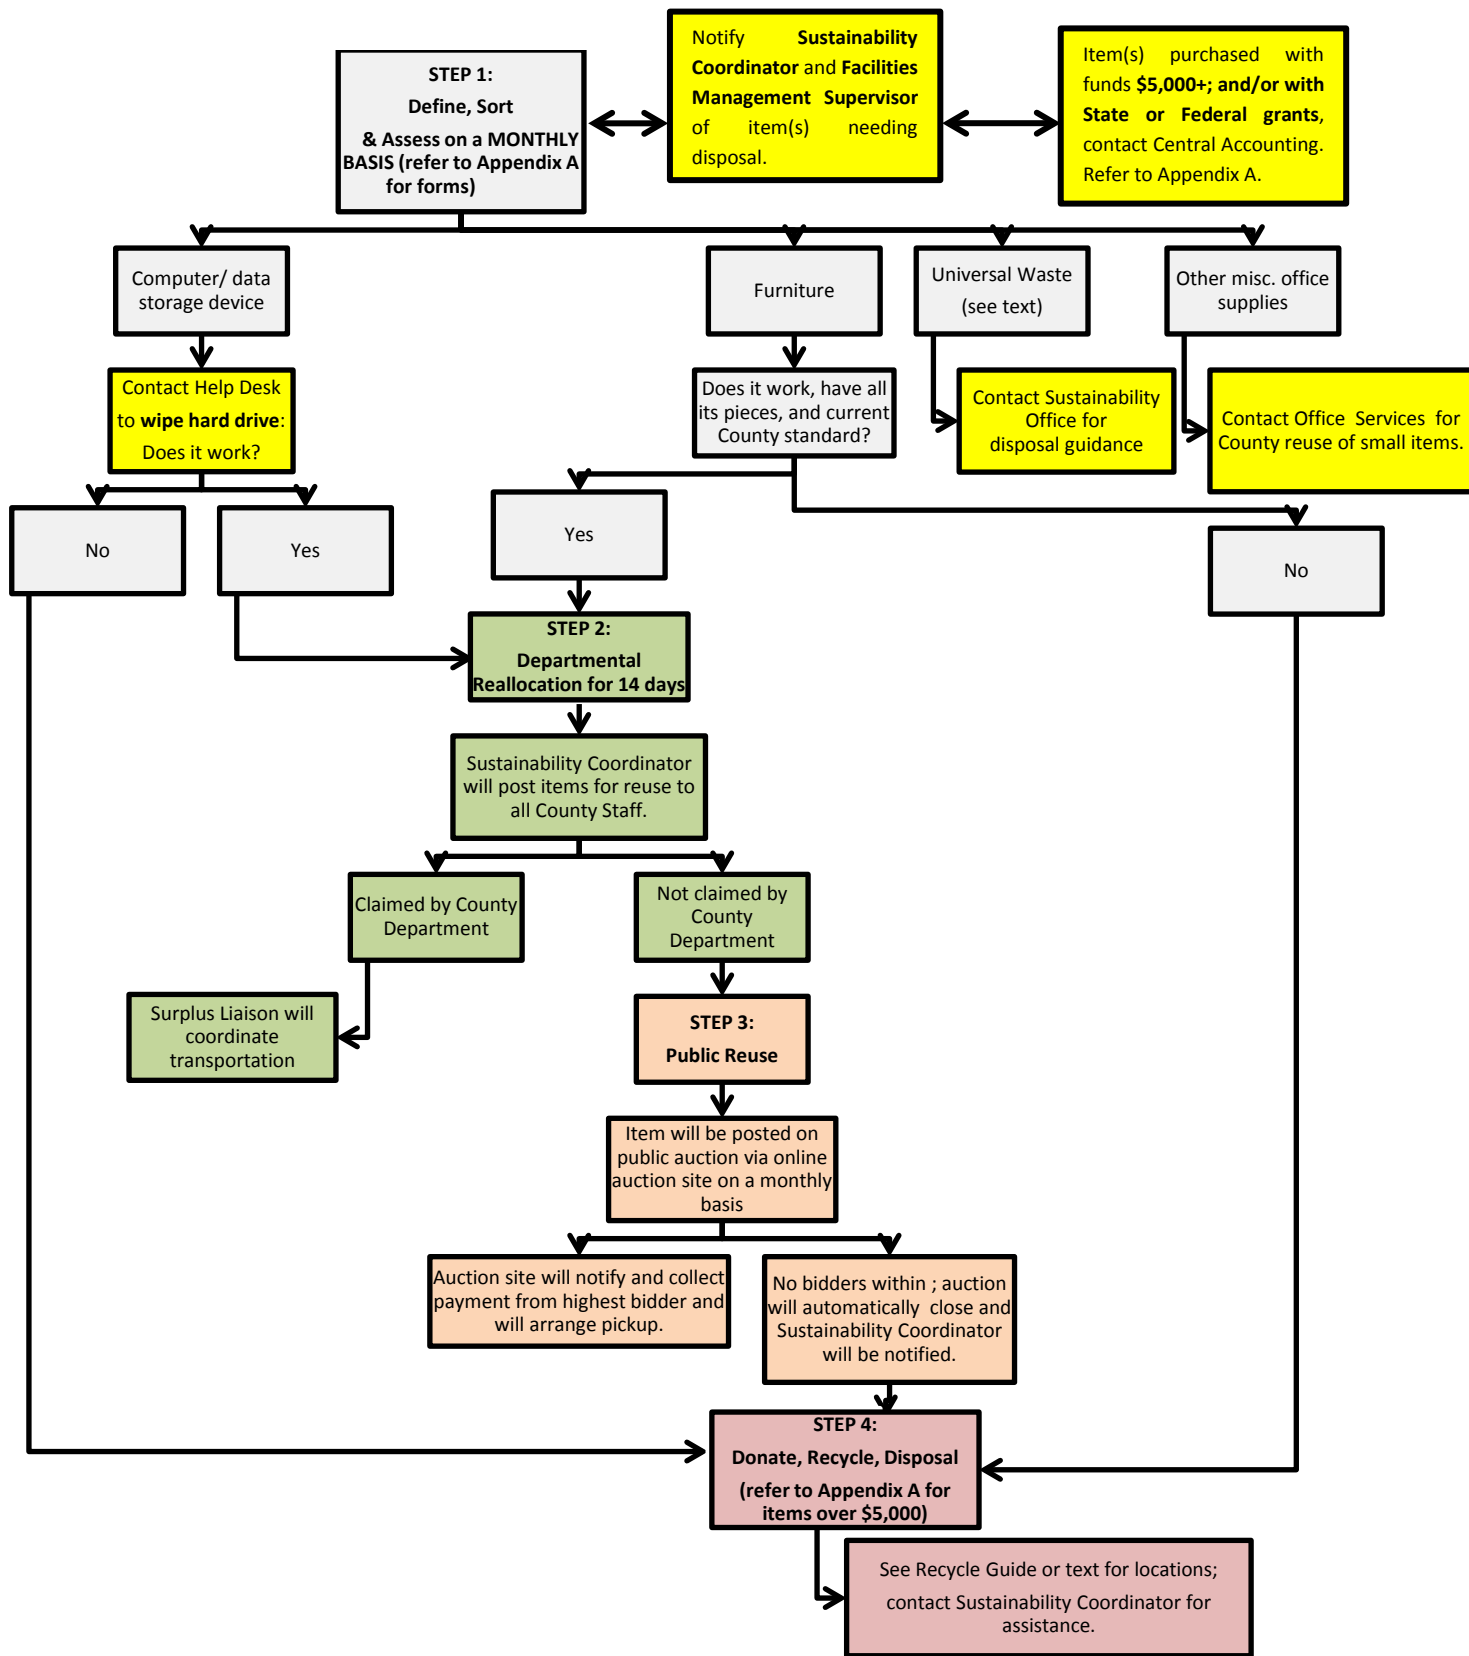 STEP 1:
Define, Sort
& Assess on a MONTHLY
BASIS (refer to Appendix A
for forms)
Notify Sustainability
Coordinator and Facilities
Management Supervisor
of item(s) needing
disposal.
Item(s) purchased with
funds $5,000+; and/or with
State or Federal grants,
contact Central Accounting.
Refer to Appendix A.
Computer/ data
storage device
Furniture
Universal Waste
(see text)
Other misc. office
supplies
Contact Help Desk
to wipe hard drive:
Does it work?
Does it work, have all
its pieces, and current
County standard?
Contact Sustainability
Office for
disposal guidance
Contact Office Services for
County reuse of small items.
No
Yes
Yes
No
STEP 2:
Departmental
Reallocation for 14 days
Sustainability Coordinator
will post items for reuse to
all County Staff.
Claimed by County
Department
Not claimed by
County
Department
Surplus Liaison will
coordinate
transportation
STEP 3:
Public Reuse
Item will be posted on
public auction via online
auction site on a monthly
basis
Auction site will notify and collect
payment from highest bidder and
will arrange pickup.
No bidders within ; auction
will automatically close and
Sustainability Coordinator
will be notified.
STEP 4:
Donate, Recycle, Disposal
(refer to Appendix A for
items over $5,000)
See Recycle Guide or text for locations;
contact Sustainability Coordinator for
assistance.